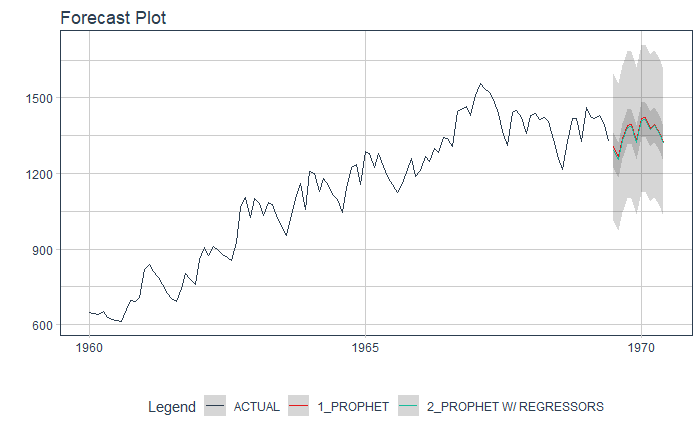 Forecast Plot
1500
1200
900
600
1960 1965 1970
Legend ACTUAL 1_PROPHET 2_PROPHET W/ REGRESSORS